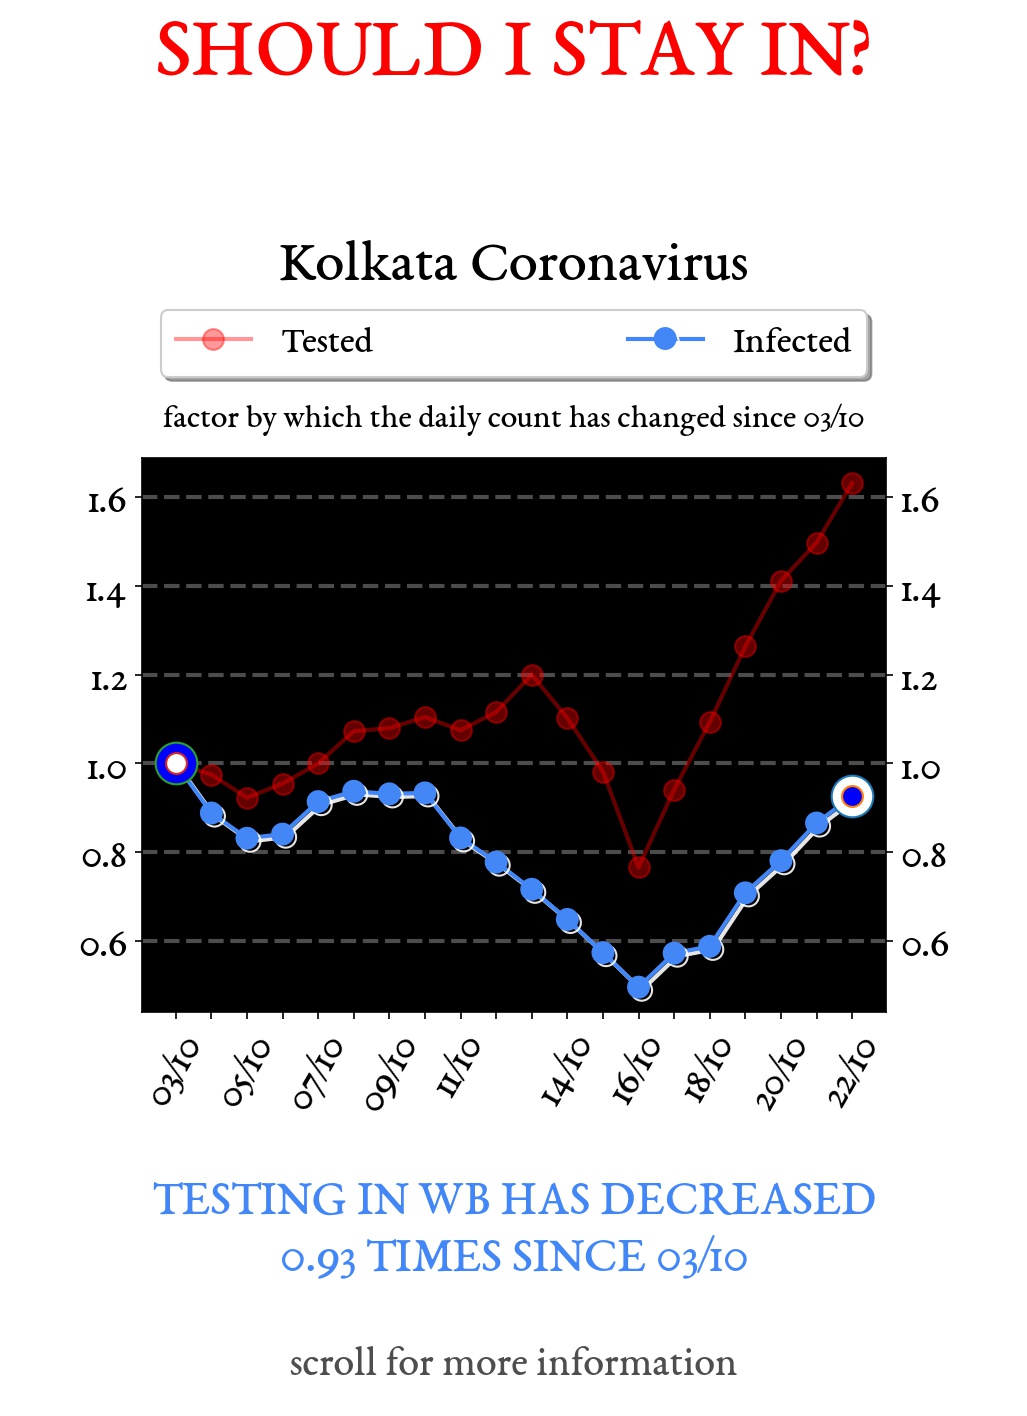 SHOULD I STAY IN?
Kolkata Coronavirus
Tested Infected
factor by which the daily count has changed since 03/10
1.6 1.6
1.4 1.4
1.2 1.2
1.0 1.0
0.8 0.8
0.6 0.6
03/10 05/10 07/10 09/10 11/10 14/10 16/10 18/10 20/10 22/10
TESTING IN WB HAS DECREASED
0.93 TIMES SINCE 03/10
scroll for more information